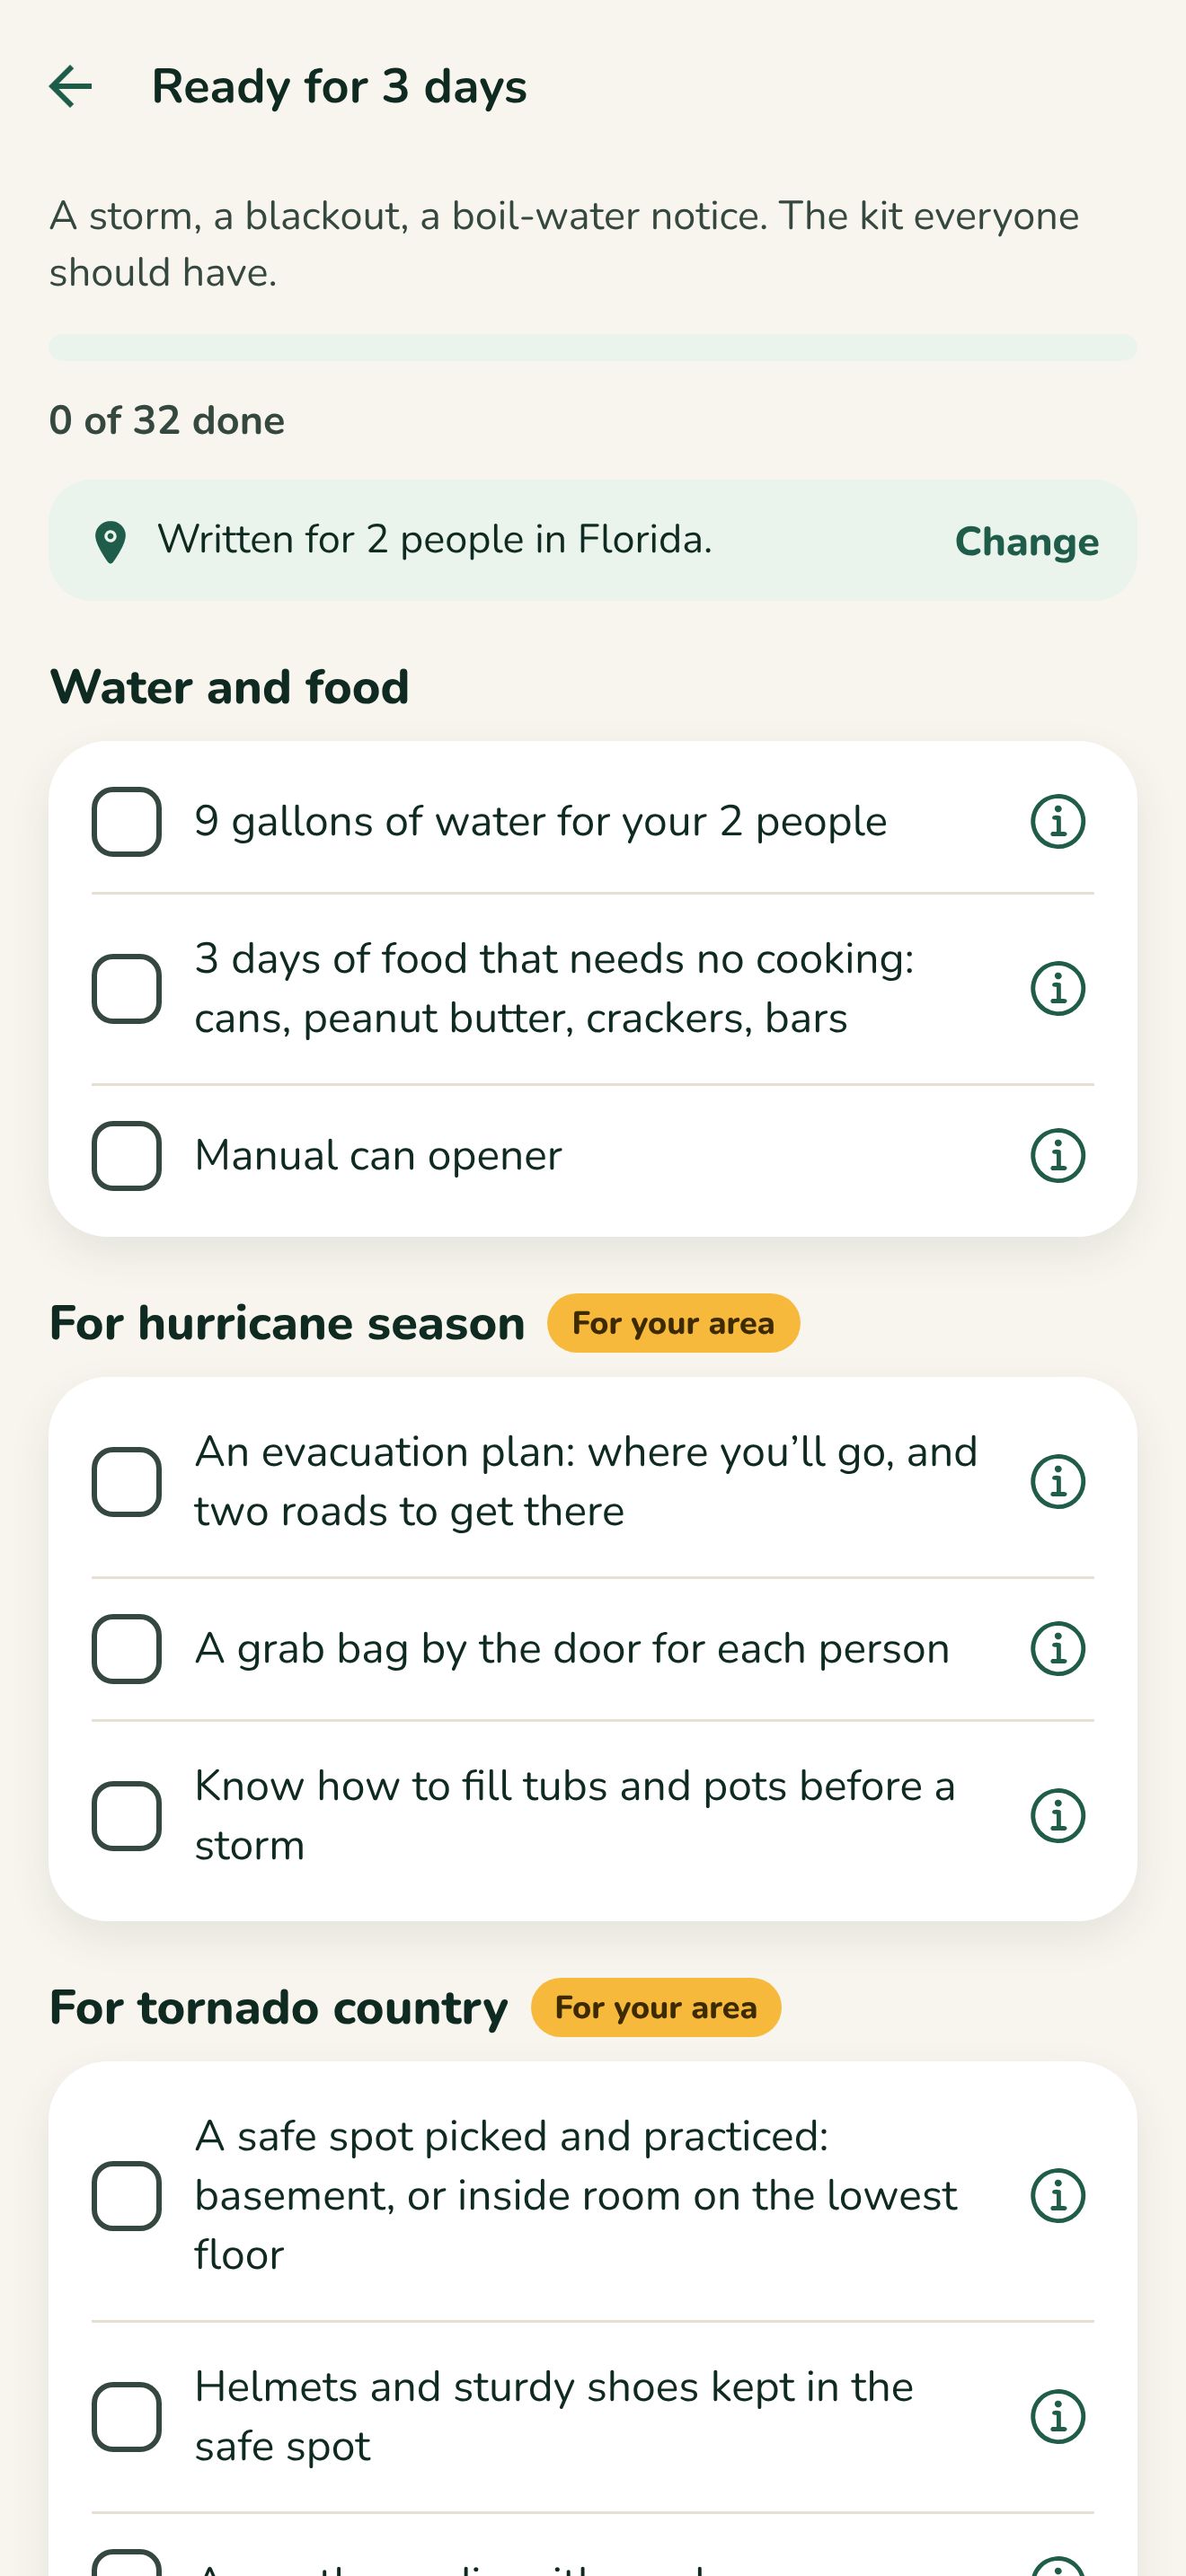 Ready for 3 days
A storm, a blackout, a boil-water notice. The kit everyone
should have.
0 of 32 done
Written for 2 people in Florida.
Change
Water and food
9 gallons of water for your 2 people
3 days of food that needs no cooking:
cans, peanut butter, crackers, bars
Manual can opener
For hurricane season
For your area
An evacuation plan: where you’ll go, and
two roads to get there
A grab bag by the door for each person
Know how to fill tubs and pots before a
storm
For tornado country
For your area
A safe spot picked and practiced:
basement, or inside room on the lowest
floor
Helmets and sturdy shoes kept in the
safe spot